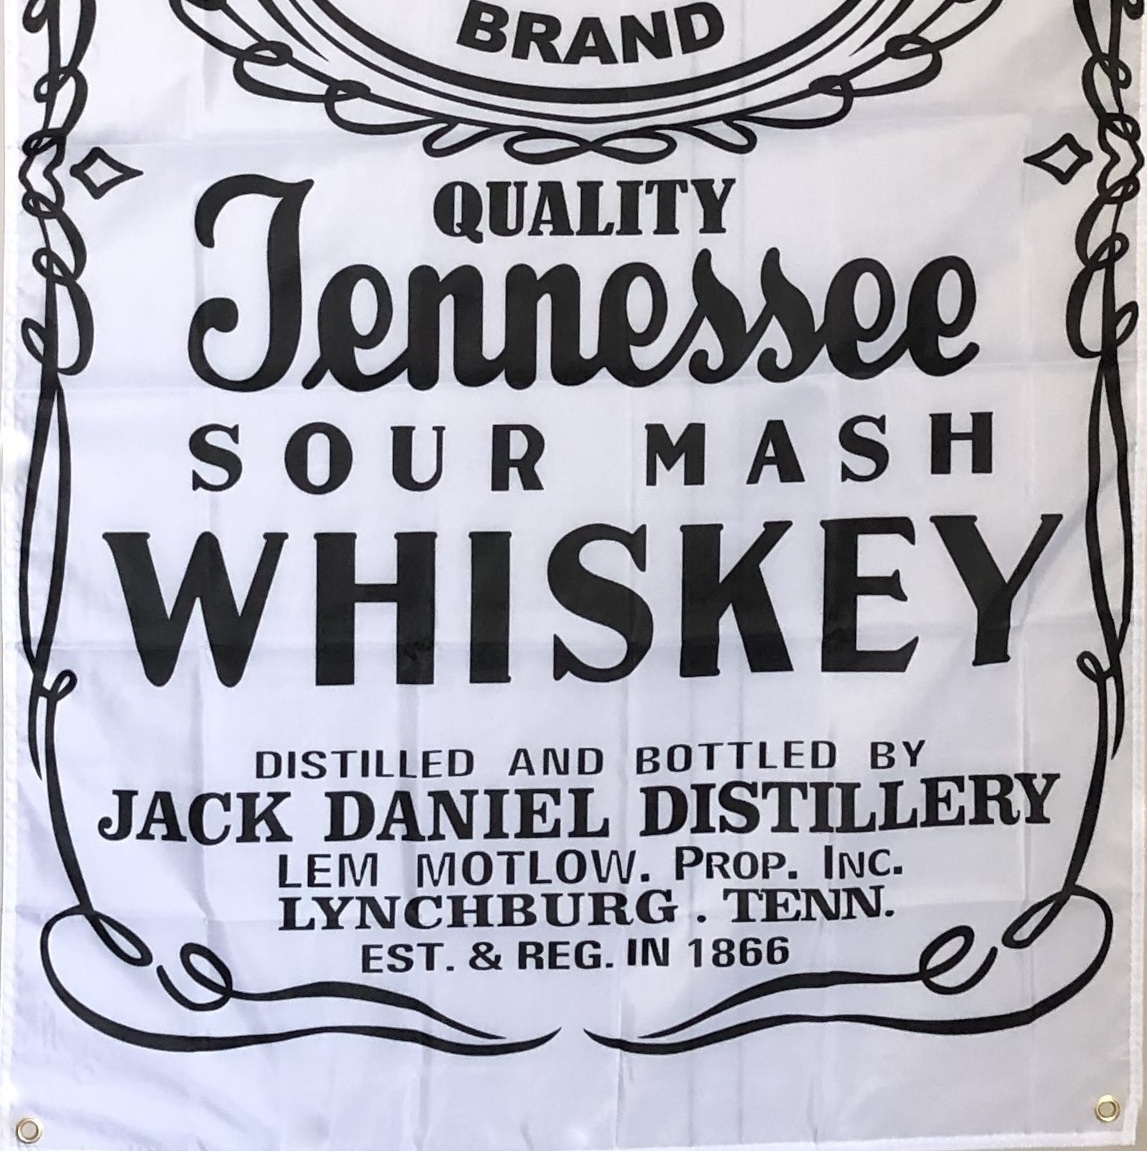 BRAND
QUALITY
Tennessee
SOUR MASH
WHISKEY
DISTILLED AND BOTTLED BY
JACK DANIEL DISTILLERY
LEM MOTLOW. PROP. INC.
LYNCHBURG . TENN.
EST. & REG. IN 1866